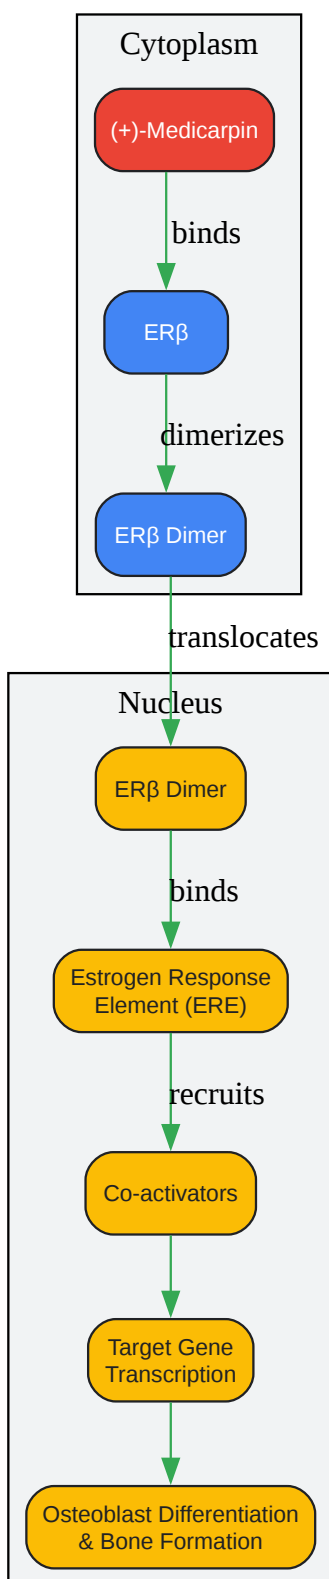 Cytoplasm
(+)-Medicarpin
binds
ERβ
dimerizes
ERβ Dimer
translocates
Nucleus
ERβ Dimer
binds
Estrogen Response
Element (ERE)
recruits
Co-activators
Target Gene
Transcription
Osteoblast Differentiation
& Bone Formation